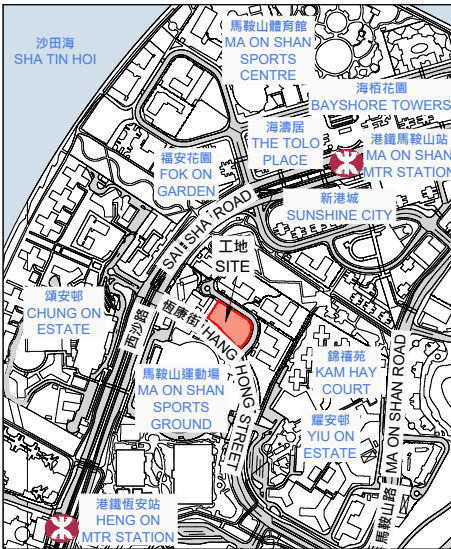 沙田海
SHA TIN HOI
馬鞍山體育館
MA ON SHAN
SPORTS
CENTRE
海栢花園
BAYSHORE TOWERS
海濤居
THE TOLO
PLACE
港鐵馬鞍山站
MA ON SHAN
MTR STATION
福安花園
FOK ON
GARDEN
新港城
SUNSHINE CITY
SAI SHA ROAD
西沙路
工地
SITE
頌安邨
CHUNG ON
ESTATE
恆康街
HANG HONG STREET
錦禧苑
KAM HAY
COURT
馬鞍山運動場
MA ON SHAN
SPORTS
GROUND
耀安邨
YIU ON
ESTATE
MA ON SHAN ROAD
馬鞍山路
港鐵恆安站
HENG ON
MTR STATION